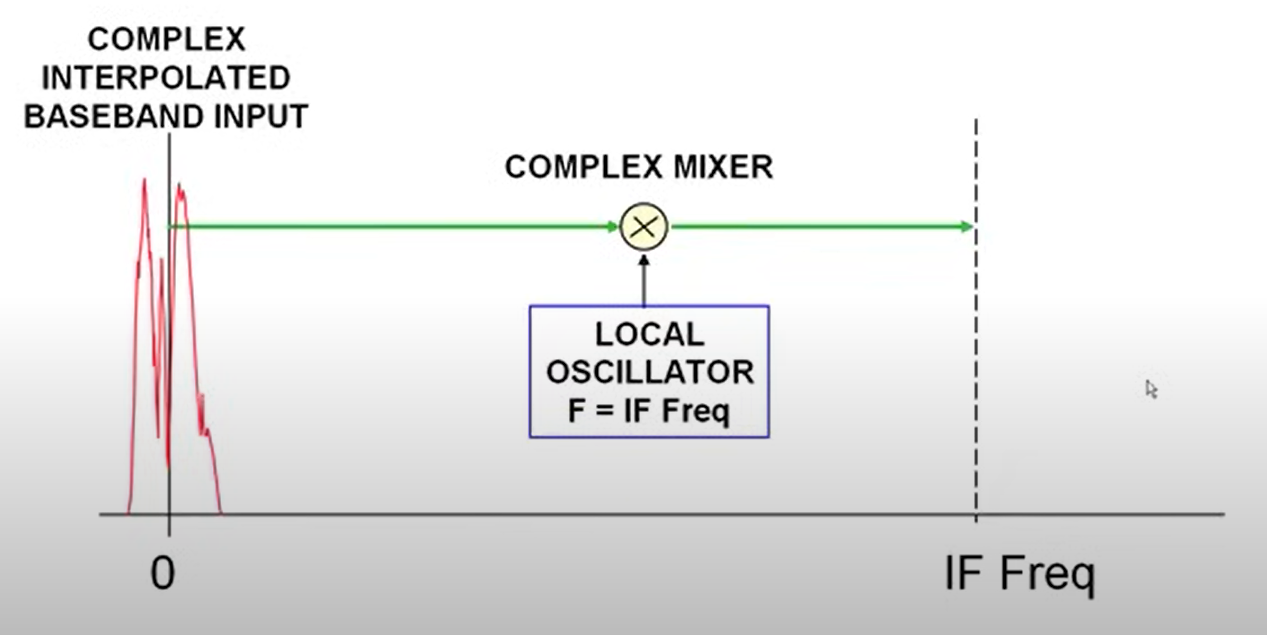 COMPLEX
INTERPOLATED
BASEBAND INPUT
COMPLEX MIXER
LOCAL
OSCILLATOR
F = IF Freq
0
IF Freq